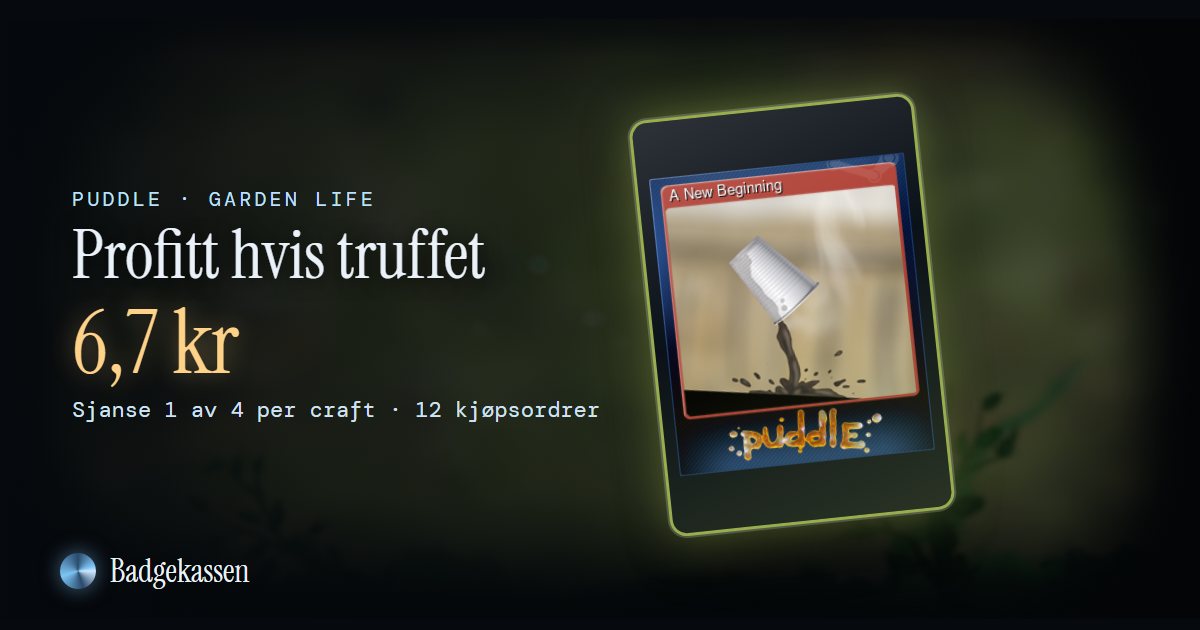 PUDDLE · GARDEN LIFE
Profitt hvis truffet
6,7 kr
Sjanse 1 av 4 per craft · 12 kjøpsordrer
A New Beginning
puddle
Badgekassen